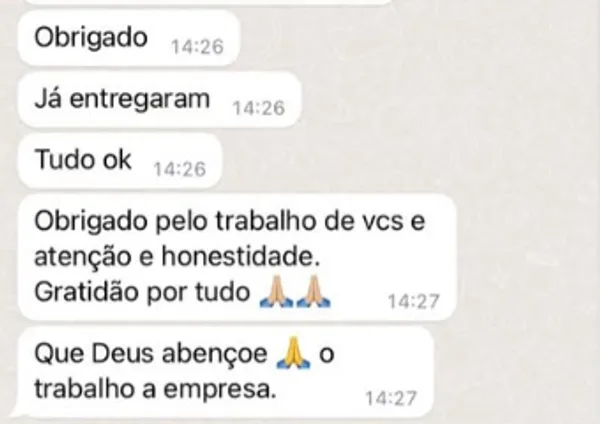 Obrigado 14:26
Já entregaram 14:26
Tudo ok 14:26
Obrigado pelo trabalho de vcs e
atenção e honestidade.
Gratidão por tudo 🙏🏼🙏🏼 14:27
Que Deus abençoe 🙏 o
trabalho a empresa. 14:27